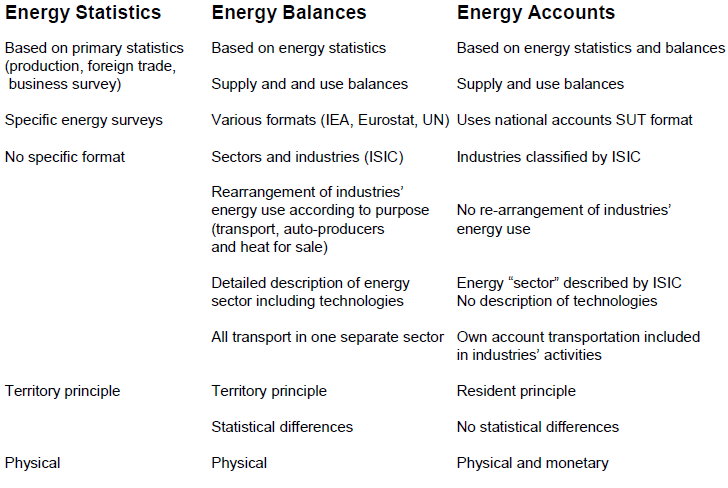 Energy Statistics Energy Balances Energy Accounts
Based on primary statistics Based on energy statistics Based on energy statistics and balances
(production, foreign trade,
business survey) Supply and and use balances Supply and use balances
Specific energy surveys Various formats (IEA, Eurostat, UN) Uses national accounts SUT format
No specific format Sectors and industries (ISIC) Industries classified by ISIC
Rearrangement of industries’
energy use according to purpose No re-arrangement of industries’
(transport, auto-producers energy use
and heat for sale)
Detailed description of energy Energy “sector” described by ISIC
sector including technologies No description of technologies
All transport in one separate sector Own account transportation included
in industries’ activities
Territory principle Territory principle Resident principle
Statistical differences No statistical differences
Physical Physical Physical and monetary